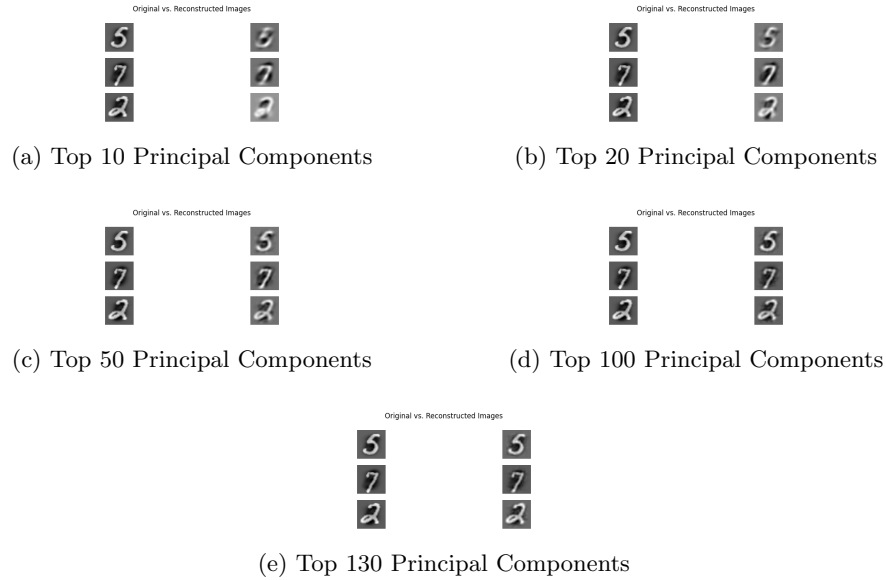 Original vs. Reconstructed Images
5 5
7 7
2 2
(a) Top 10 Principal Components
Original vs. Reconstructed Images
5 5
7 7
2 2
(b) Top 20 Principal Components
Original vs. Reconstructed Images
5 5
7 7
2 2
(c) Top 50 Principal Components
Original vs. Reconstructed Images
5 5
7 7
2 2
(d) Top 100 Principal Components
Original vs. Reconstructed Images
5 5
7 7
2 2
(e) Top 130 Principal Components